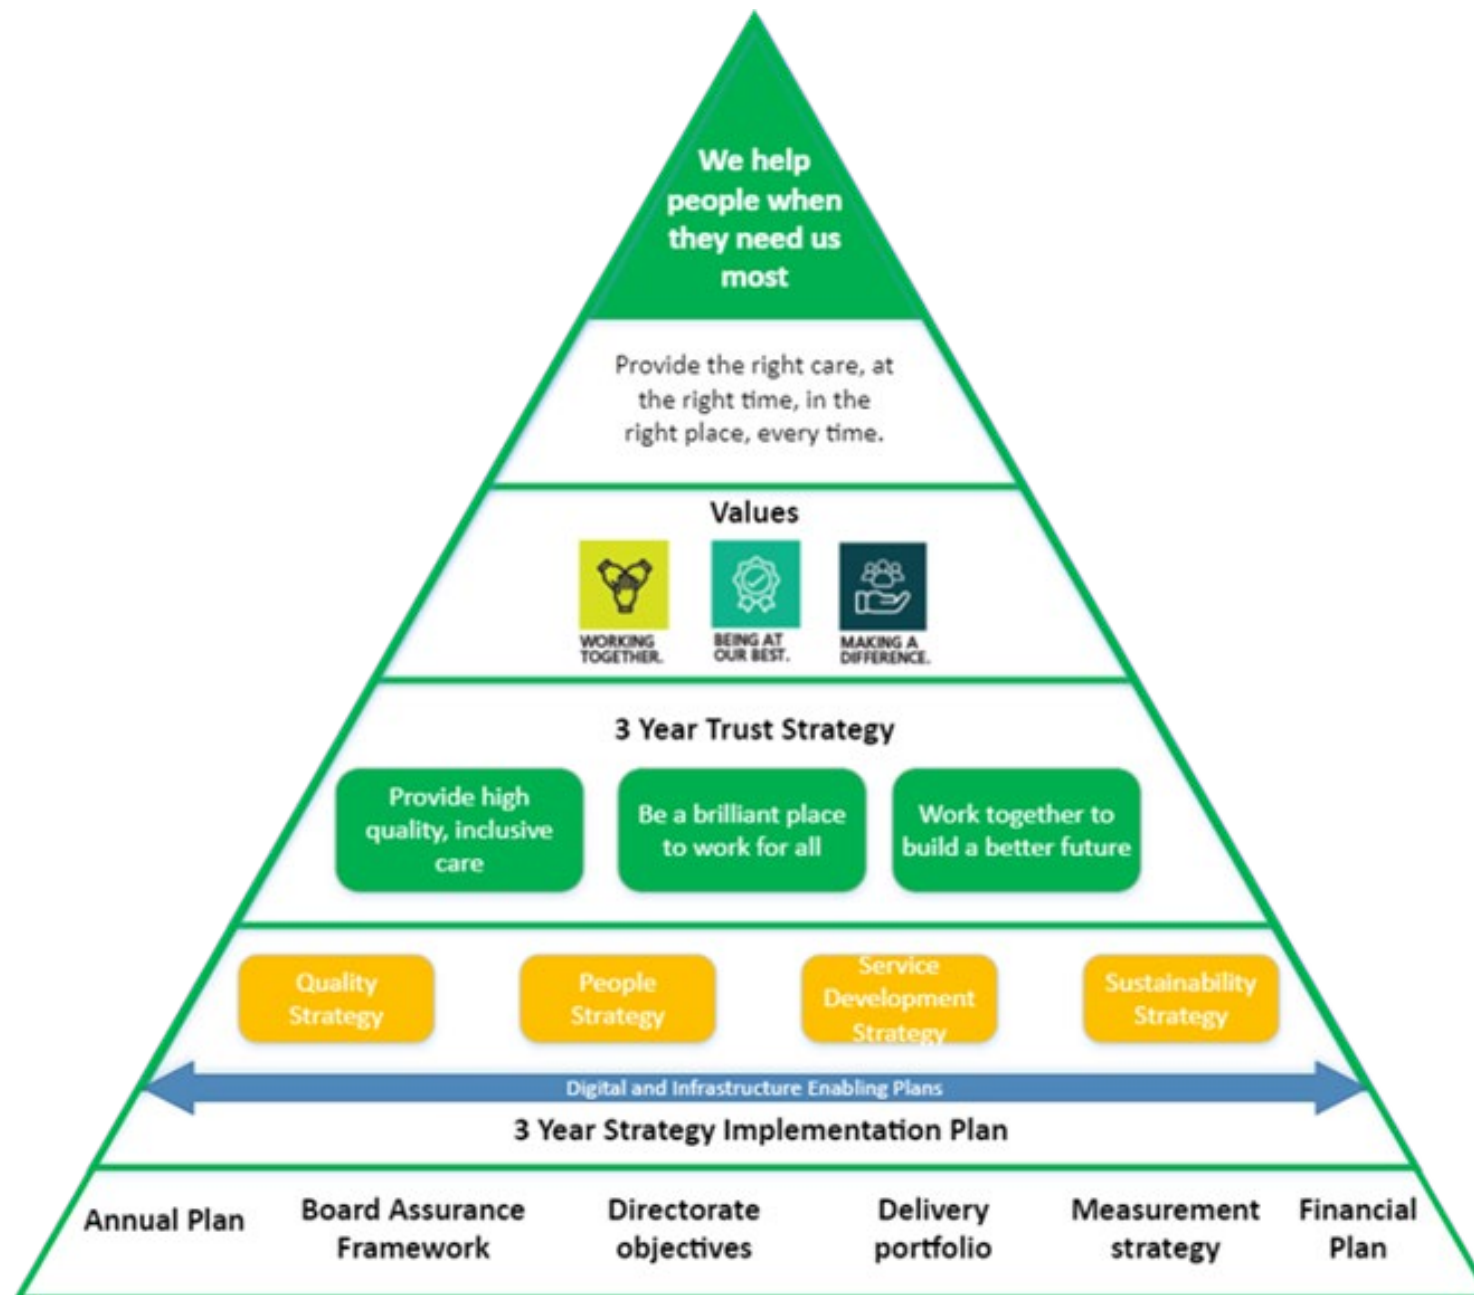 We help
people when
they need us
most
Provide the right care, at
the right time, in the
right place, every time.
Values
WORKING
TOGETHER.
BEING AT
OUR BEST.
MAKING A
DIFFERENCE.
3 Year Trust Strategy
Provide high
quality, inclusive
care
Be a brilliant place
to work for all
Work together to
build a better future
Quality
Strategy
People
Strategy
Service
Development
Strategy
Sustainability
Strategy
Digital and Infrastructure Enabling Plans
3 Year Strategy Implementation Plan
Annual Plan
Board Assurance
Framework
Directorate
objectives
Delivery
portfolio
Measurement
strategy
Financial
Plan